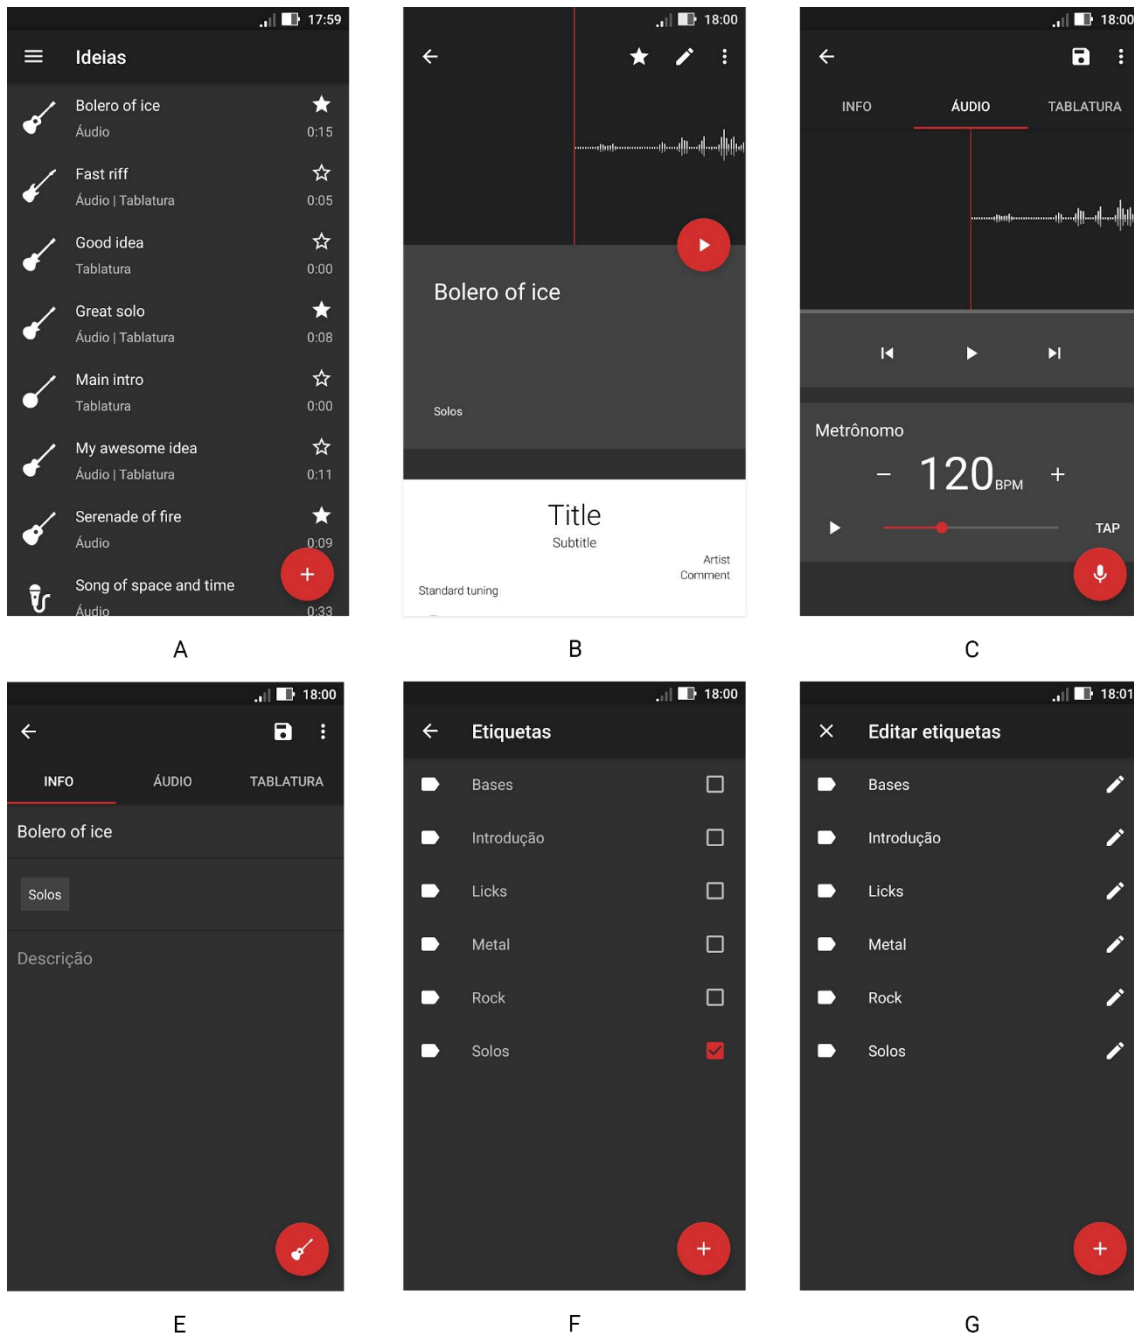 17:59
Ideias
Bolero of ice
Áudio
0:15
Fast riff
Áudio | Tablatura
0:05
Good idea
Tablatura
0:00
Great solo
Áudio | Tablatura
0:08
Main intro
Tablatura
0:00
My awesome idea
Áudio | Tablatura
0:11
Serenade of fire
Áudio
0:09
Song of space and time
Áudio
0:33
A
18:00
Bolero of ice
Solos
Title
Subtitle
Artist
Comment
Standard tuning
B
18:00
INFO ÁUDIO TABLATURA
Metrônomo
120 BPM
TAP
C
18:00
INFO ÁUDIO TABLATURA
Bolero of ice
Solos
Descrição
E
18:00
Etiquetas
Bases
Introdução
Licks
Metal
Rock
Solos
F
18:01
Editar etiquetas
Bases
Introdução
Licks
Metal
Rock
Solos
G